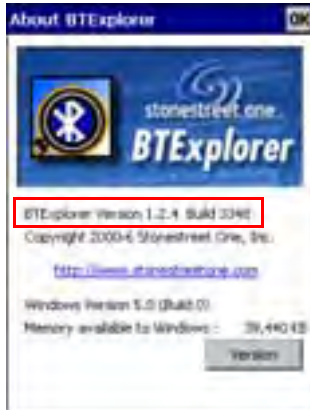 About BTExplorer OK
stonestreet one
BTExplorer
BTExplorer Version 1.2.4 Build
Copyright 2000-6 Stonestreet One, Inc.
http://www.stonestreetone.com
Windows Version 5.0 (Build 0)
Memory available to Windows : KB
Version